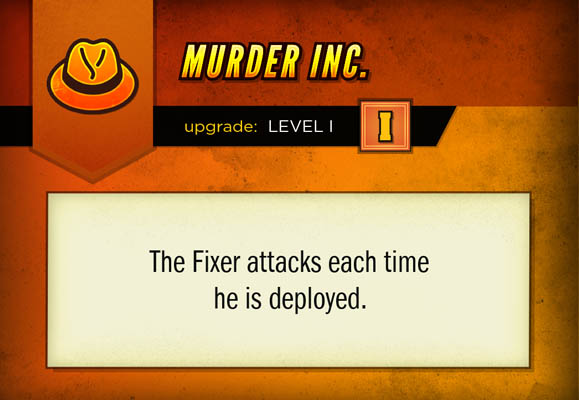 MURDER INC.
upgrade: LEVEL I
I
The Fixer attacks each time
he is deployed.